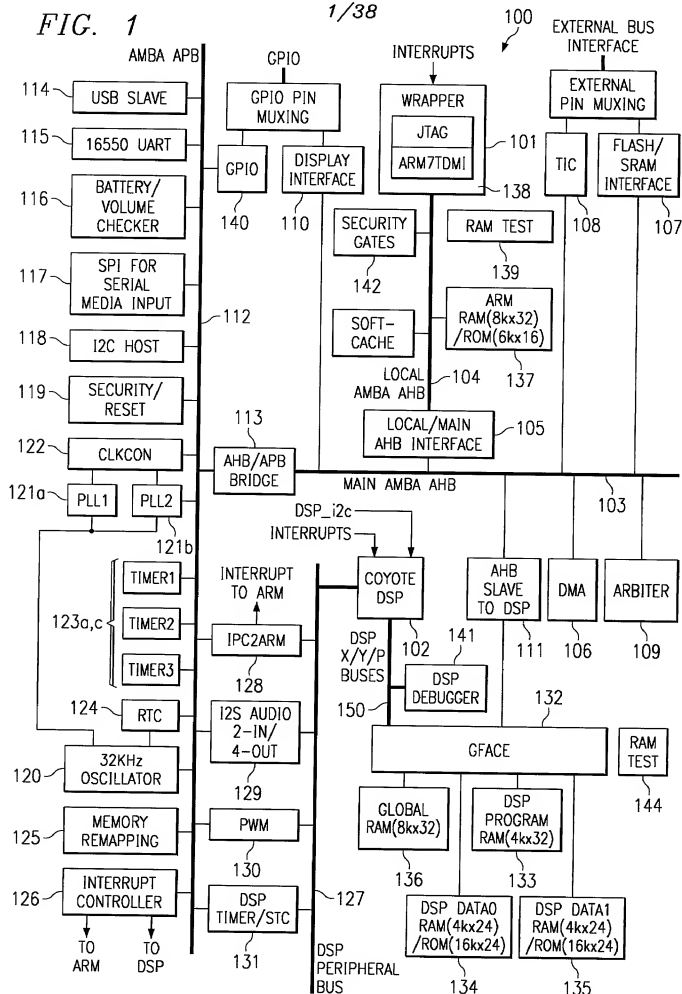 FIG. 1
1/38
100
AMBA APB
114
USB SLAVE
115
16550 UART
116
BATTERY/
VOLUME
CHECKER
117
SPI FOR
SERIAL
MEDIA INPUT
118
I2C HOST
119
SECURITY/
RESET
122
CLKCON
121a
PLL1
PLL2
121b
TIMER1
TIMER2
TIMER3
123a,c
124
RTC
120
32KHz
OSCILLATOR
125
MEMORY
REMAPPING
126
INTERRUPT
CONTROLLER
TO
ARM
TO
DSP
GPIO
GPIO PIN
MUXING
GPIO
140
DISPLAY
INTERFACE
110
112
INTERRUPTS
WRAPPER
JTAG
ARM7TDMI
101
138
SECURITY
GATES
142
RAM TEST
139
SOFT-
CACHE
ARM
RAM(8kx32)
/ROM(6kx16)
137
LOCAL
AMBA AHB
104
LOCAL/MAIN
AHB INTERFACE
105
EXTERNAL BUS
INTERFACE
EXTERNAL
PIN MUXING
TIC
108
FLASH/
SRAM
INTERFACE
107
113
AHB/APB
BRIDGE
MAIN AMBA AHB
103
DSP_i2c
INTERRUPTS
COYOTE
DSP
102
AHB
SLAVE
TO DSP
111
DMA
106
ARBITER
109
INTERRUPT
TO ARM
IPC2ARM
128
I2S AUDIO
2-IN/
4-OUT
129
PWM
130
DSP
TIMER/STC
131
127
DSP
PERIPHERAL
BUS
DSP
X/Y/P
BUSES
150
141
DSP
DEBUGGER
132
GFACE
RAM
TEST
144
GLOBAL
RAM(8kx32)
136
DSP
PROGRAM
RAM(4kx32)
133
DSP DATA0
RAM(4kx24)
/ROM(16kx24)
134
DSP DATA1
RAM(4kx24)
/ROM(16kx24)
135